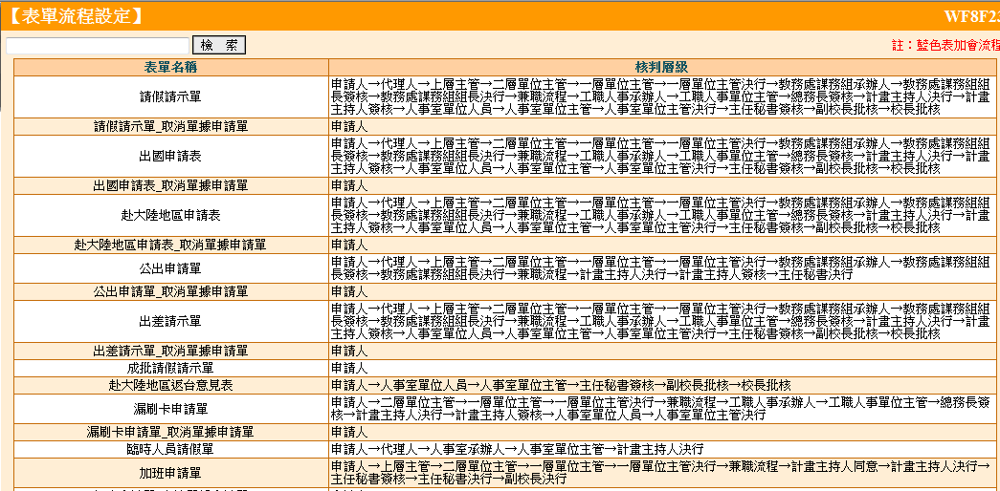 【表單流程設定】
WF8F23
檢 索
註：藍色表加會流程
表單名稱 核判層級
請假請示單
申請人→代理人→上層主管→二層單位主管→一層單位主管→一層單位主管決行→教務處課務組承辦人→教務處課務組組
長簽核→教務處課務組組長決行→兼職流程→工職人事承辦人→工職人事單位主管→總務長簽核→計畫主持人決行→計畫
主持人簽核→人事室單位人員→人事室單位主管→人事室單位主管決行→主任秘書簽核→副校長批核→校長批核
請假請示單_取消單據申請單 申請人
出國申請表
申請人→代理人→上層主管→二層單位主管→一層單位主管→一層單位主管決行→教務處課務組承辦人→教務處課務組組
長簽核→教務處課務組組長決行→兼職流程→工職人事承辦人→工職人事單位主管→總務長簽核→計畫主持人決行→計畫
主持人簽核→人事室單位人員→人事室單位主管→人事室單位主管決行→主任秘書簽核→副校長批核→校長批核
出國申請表_取消單據申請單 申請人
赴大陸地區申請表
申請人→代理人→上層主管→二層單位主管→一層單位主管→一層單位主管決行→教務處課務組承辦人→教務處課務組組
長簽核→教務處課務組組長決行→兼職流程→工職人事承辦人→工職人事單位主管→總務長簽核→計畫主持人決行→計畫
主持人簽核→人事室單位人員→人事室單位主管→人事室單位主管決行→主任秘書簽核→副校長批核→校長批核
赴大陸地區申請表_取消單據申請單 申請人
公出申請單
申請人→代理人→上層主管→二層單位主管→一層單位主管→一層單位主管決行→教務處課務組承辦人→教務處課務組組
長簽核→教務處課務組組長決行→兼職流程→計畫主持人決行→計畫主持人簽核→主任秘書決行
公出申請單_取消單據申請單 申請人
出差請示單
申請人→代理人→上層主管→二層單位主管→一層單位主管→一層單位主管決行→教務處課務組承辦人→教務處課務組組
長簽核→教務處課務組組長決行→兼職流程→工職人事承辦人→工職人事單位主管→總務長簽核→計畫主持人決行→計畫
主持人簽核→人事室單位人員→人事室單位主管→人事室單位主管決行→主任秘書簽核→副校長批核→校長批核
出差請示單_取消單據申請單 申請人
成批請假請示單 申請人
赴大陸地區返台意見表 申請人→人事室單位人員→人事室單位主管→主任秘書簽核→副校長批核→校長批核
漏刷卡申請單
申請人→二層單位主管→一層單位主管→一層單位主管決行→兼職流程→工職人事承辦人→工職人事單位主管→總務長簽
核→計畫主持人決行→計畫主持人簽核→人事室單位人員→人事室單位主管決行
漏刷卡申請單_取消單據申請單 申請人
臨時人員請假單 申請人→代理人→人事室承辦人→人事室單位主管→計畫主持人決行
加班申請單
申請人→上層主管→二層單位主管→一層單位主管→一層單位主管決行→兼職流程→計畫主持人同意→計畫主持人決行→
主任秘書簽核→主任秘書決行→副校長決行